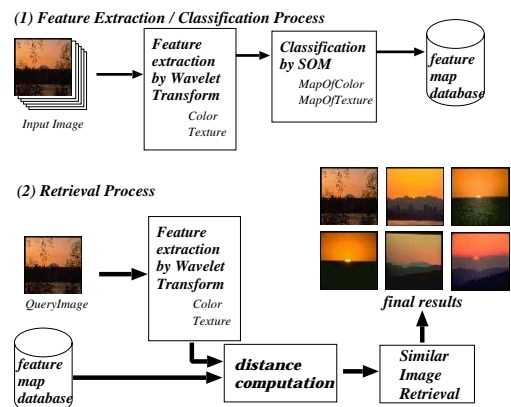 (1) Feature Extraction / Classification Process
Input Image
Feature
extraction
by Wavelet
Transform
Color
Texture
Classification
by SOM
MapOfColor
MapOfTexture
feature
map
database
(2) Retrieval Process
QueryImage
Feature
extraction
by Wavelet
Transform
Color
Texture
final results
feature
map
database
distance
computation
Similar
Image
Retrieval